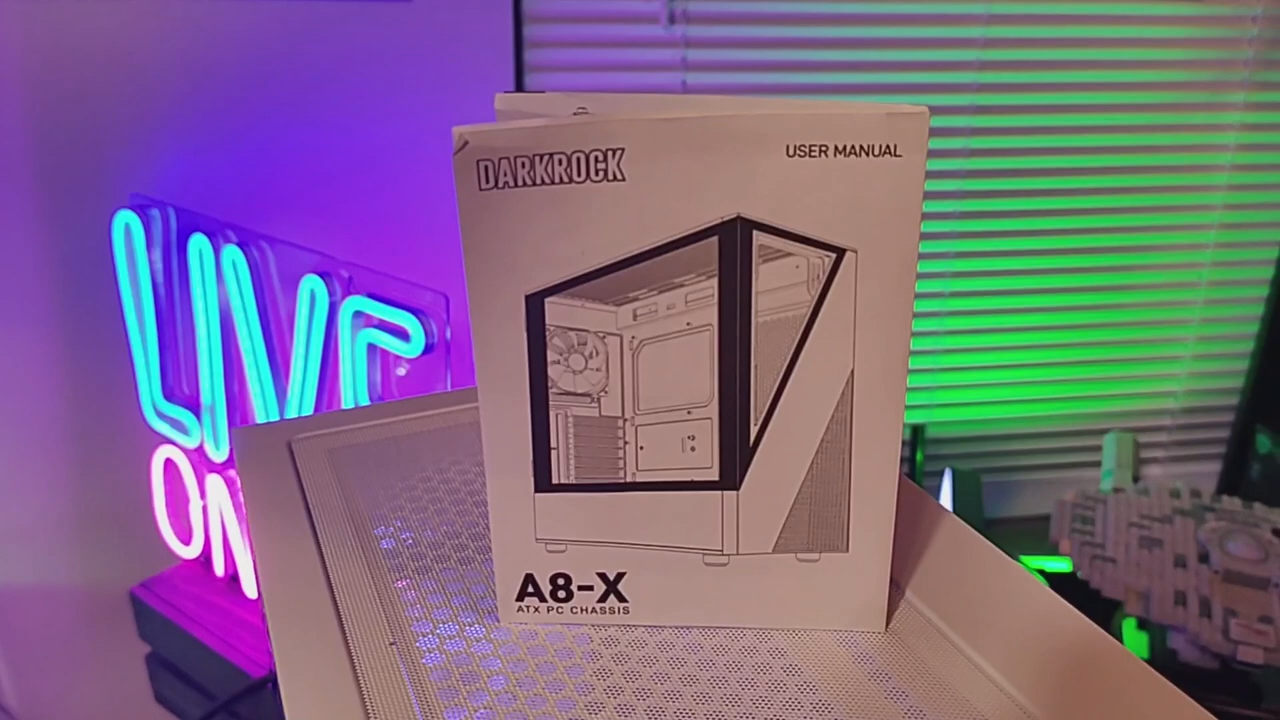 DARKROCK
USER MANUAL
A8-X
ATX PC CHASSIS
LIVE
ON